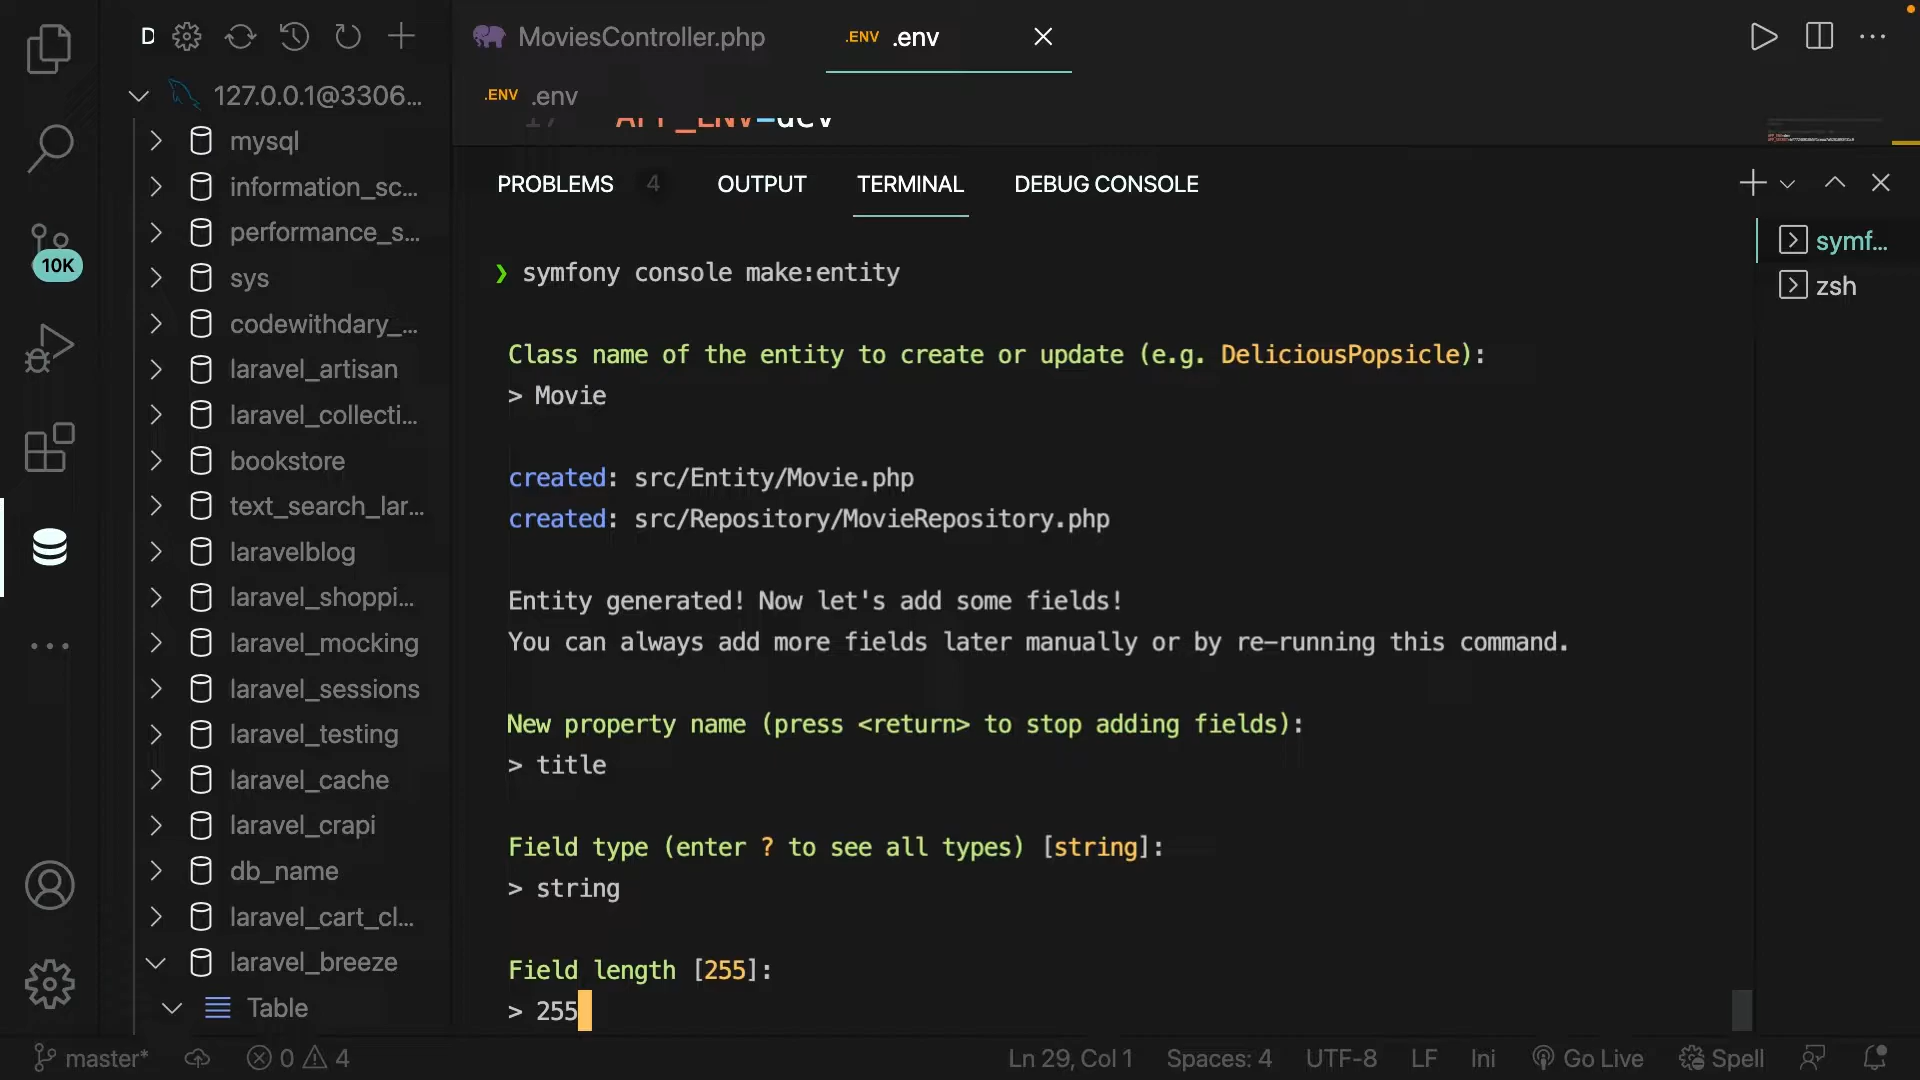 D
MoviesController.php
.ENV .env
127.0.0.1@3306...
.ENV .env
17 APP_ENV=dev
mysql
information_sc...
performance_s...
sys
codewithdary_...
laravel_artisan
laravel_collecti...
bookstore
text_search_lar...
laravelblog
laravel_shoppi...
laravel_mocking
laravel_sessions
laravel_testing
laravel_cache
laravel_crapi
db_name
laravel_cart_cl...
laravel_breeze
Table
10K
PROBLEMS 4 OUTPUT TERMINAL DEBUG CONSOLE
symf...
zsh
❯ symfony console make:entity
Class name of the entity to create or update (e.g. DeliciousPopsicle):
> Movie
created: src/Entity/Movie.php
created: src/Repository/MovieRepository.php
Entity generated! Now let's add some fields!
You can always add more fields later manually or by re-running this command.
New property name (press <return> to stop adding fields):
> title
Field type (enter ? to see all types) [string]:
> string
Field length [255]:
> 255
master* 0 4 Ln 29, Col 1 Spaces: 4 UTF-8 LF Ini Go Live Spell